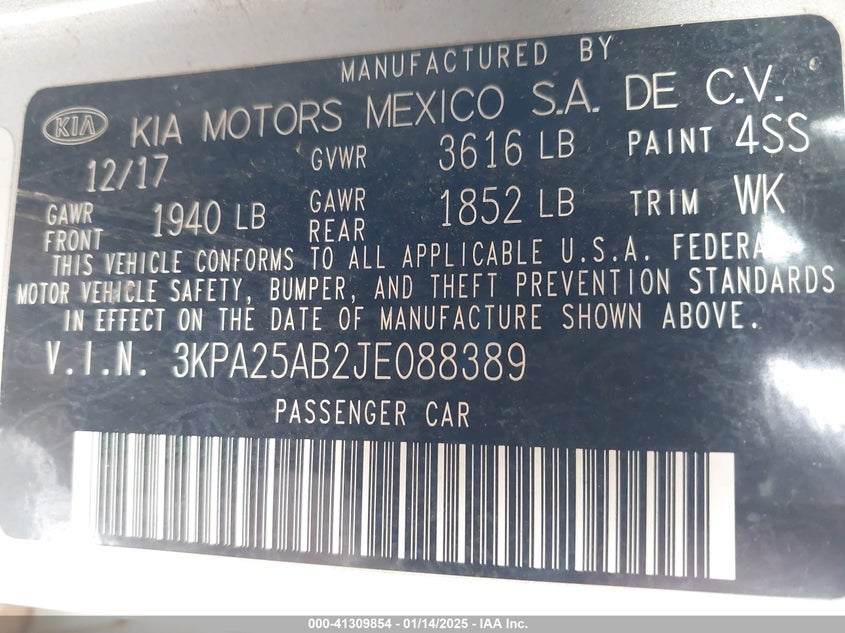 MANUFACTURED BY
KIA KIA MOTORS MEXICO S.A. DE C.V.
12/17 GVWR 3616 LB PAINT 4SS
GAWR FRONT 1940 LB GAWR REAR 1852 LB TRIM WK
THIS VEHICLE CONFORMS TO ALL APPLICABLE U.S.A. FEDERAL
MOTOR VEHICLE SAFETY, BUMPER, AND THEFT PREVENTION STANDARDS
IN EFFECT ON THE DATE OF MANUFACTURE SHOWN ABOVE.
V.I.N. 3KPA25AB2JE088389
PASSENGER CAR
000-41309854 - 01/14/2025 - IAA Inc.